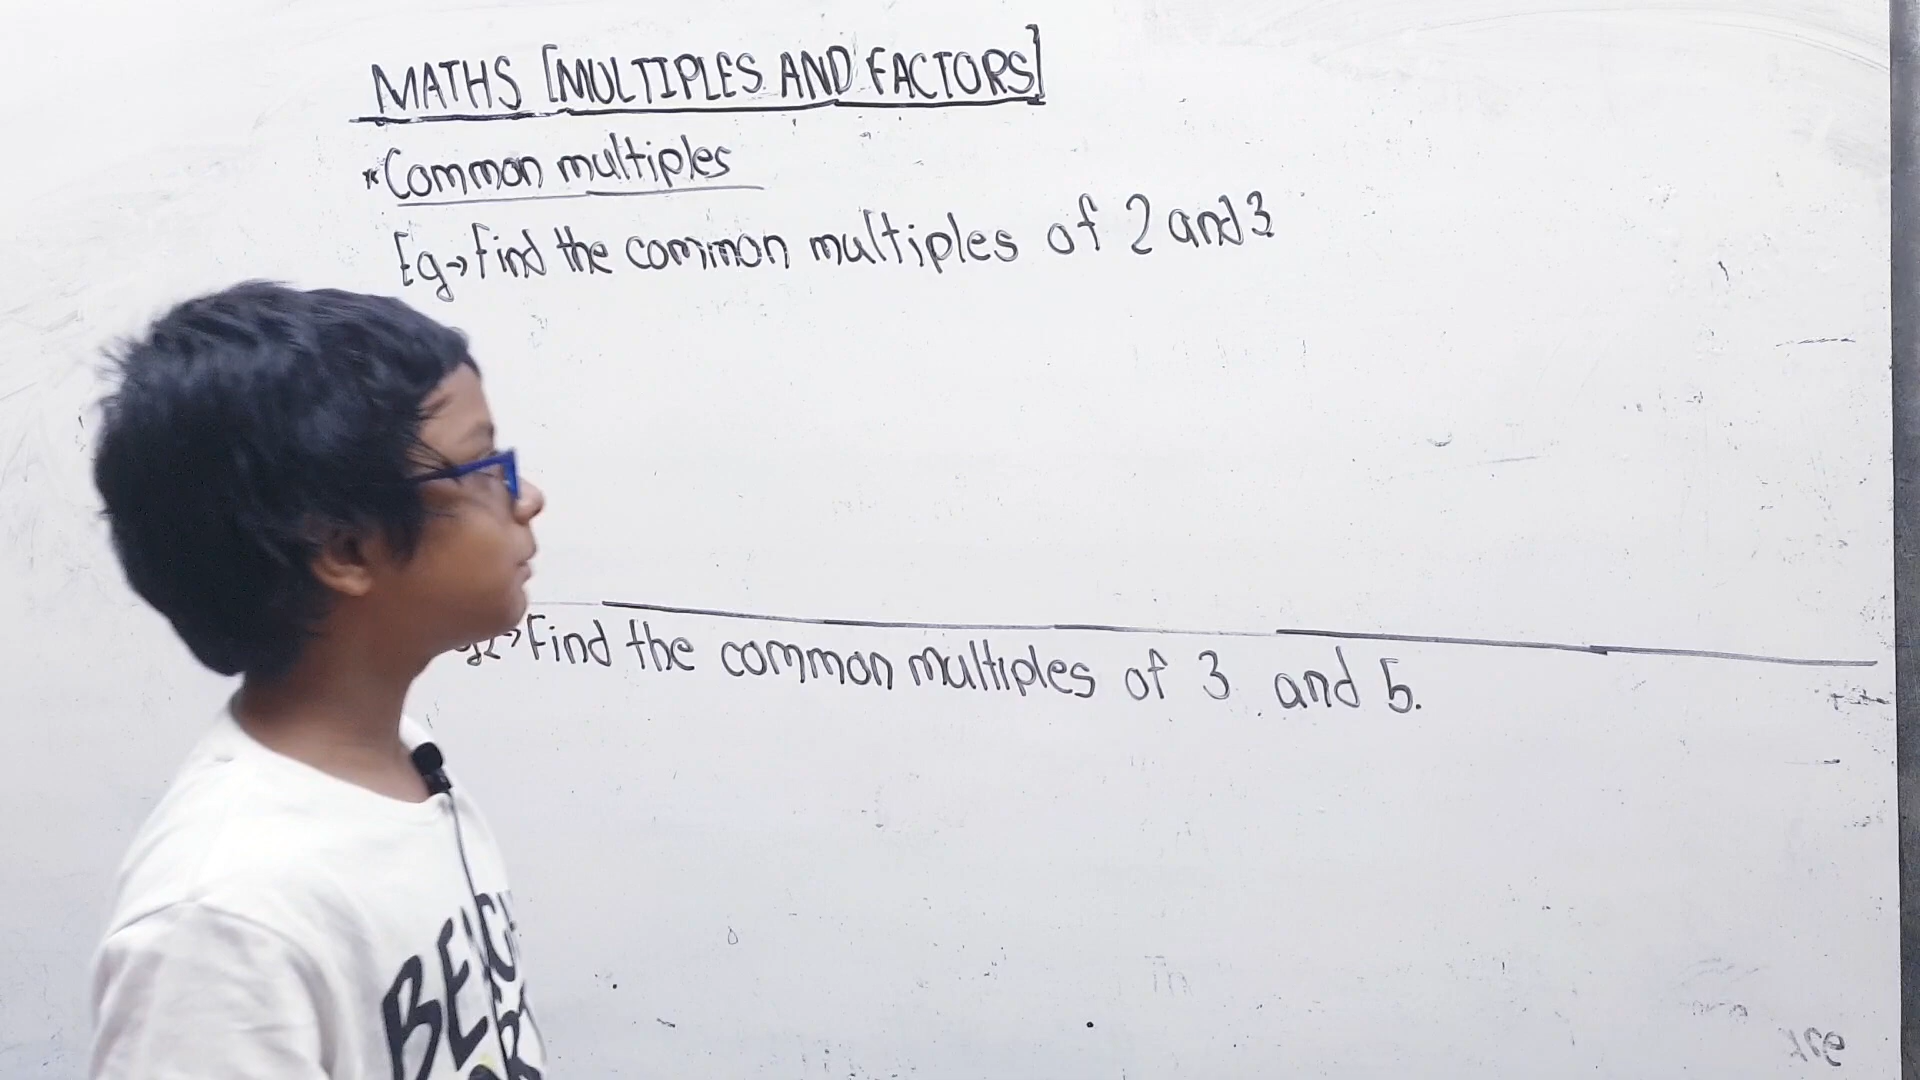 MATHS [MULTIPLES AND FACTORS]
*Common multiples
Eg→Find the common multiples of 2 and 3
Find the common multiples of 3 and 5.